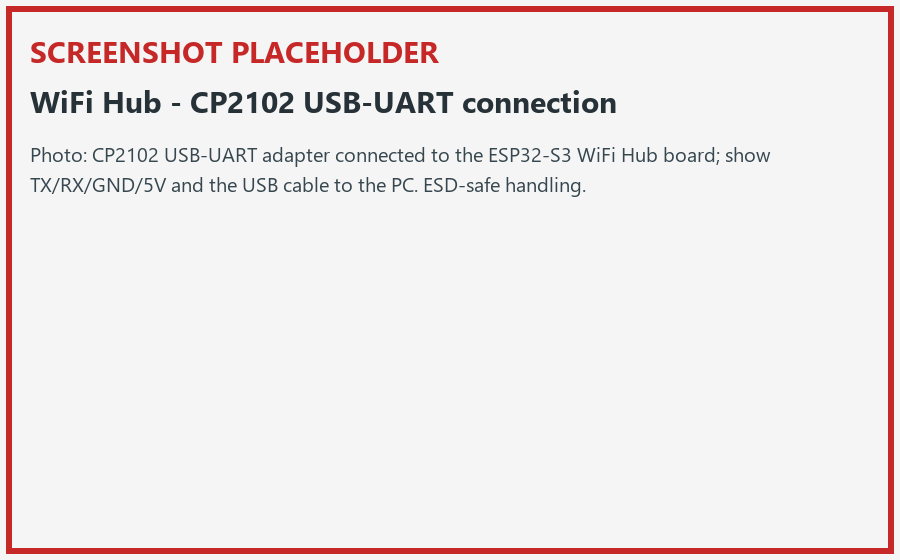 SCREENSHOT PLACEHOLDER
WiFi Hub - CP2102 USB-UART connection
Photo: CP2102 USB-UART adapter connected to the ESP32-S3 WiFi Hub board; show
TX/RX/GND/5V and the USB cable to the PC. ESD-safe handling.